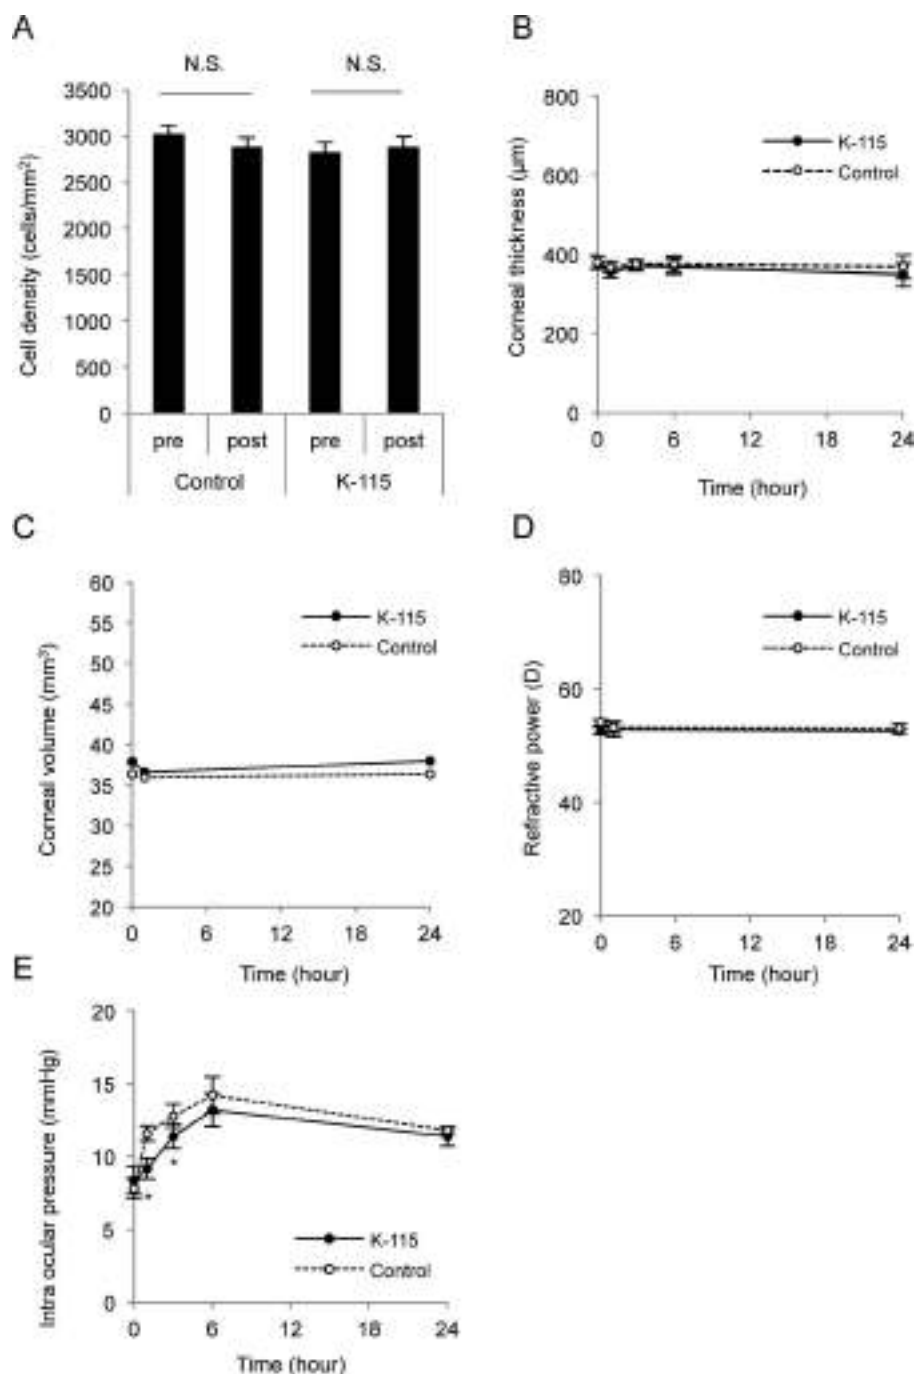 A
N.S. N.S.
Cell density (cells/mm²)
3500
3000
2500
2000
1500
1000
500
0
pre post pre post
Control K-115
B
Corneal thickness (µm)
800
600
400
200
0
K-115
Control
0 6 12 18 24
Time (hour)
C
Corneal volume (mm³)
60
55
50
45
40
35
30
25
20
K-115
Control
0 6 12 18 24
Time (hour)
D
Refractive power (D)
80
60
40
20
K-115
Control
0 6 12 18 24
Time (hour)
E
Intra ocular pressure (mmHg)
20
15
10
5
0
* *
K-115
Control
0 6 12 18 24
Time (hour)